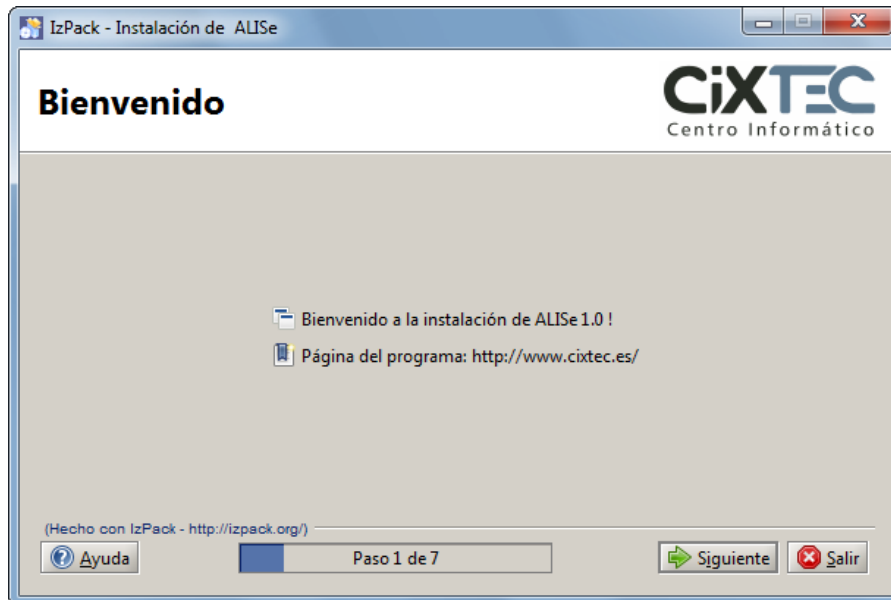 IzPack - Instalación de ALISe
Bienvenido
CiXTEC
Centro Informático
Bienvenido a la instalación de ALISe 1.0 !
Página del programa: http://www.cixtec.es/
(Hecho con IzPack - http://izpack.org/)
Ayuda
Paso 1 de 7
Siguiente
Salir